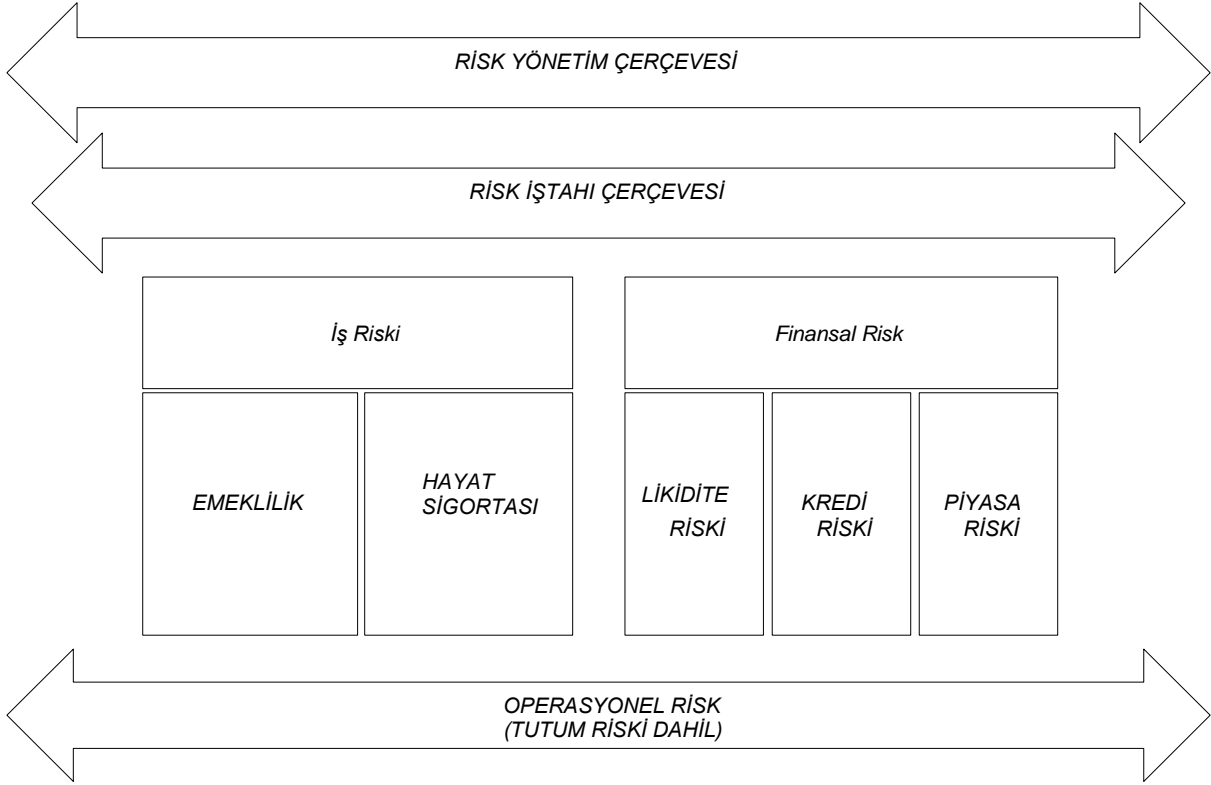 RİSK YÖNETİM ÇERÇEVESİ
RİSK İŞTAHI ÇERÇEVESİ
İş Riski
Finansal Risk
EMEKLİLİK
HAYAT
SİGORTASI
LİKİDİTE
RİSKİ
KREDİ
RİSKİ
PİYASA
RİSKİ
OPERASYONEL RİSK
(TUTUM RİSKİ DAHİL)